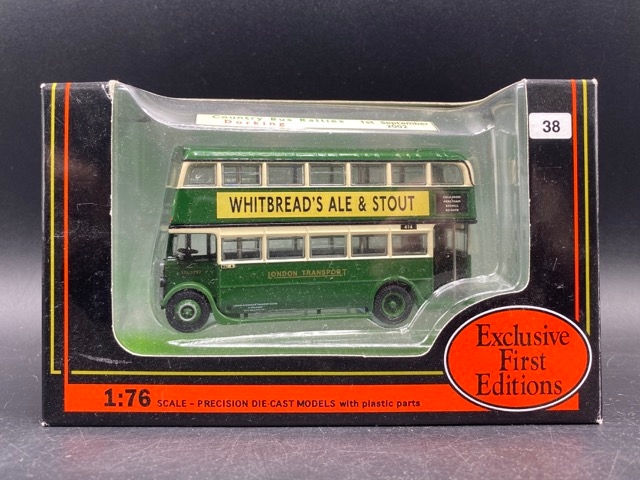 Country Bus Rallies 1st September
Dorking 2002
38
WHITBREAD'S ALE & STOUT
414
LONDON TRANSPORT
Exclusive
First
Editions
1:76 SCALE – PRECISION DIE-CAST MODELS with plastic parts